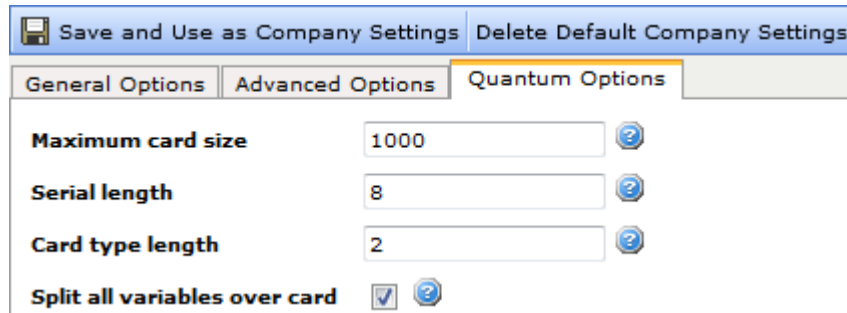 Save and Use as Company Settings Delete Default Company Settings
General Options Advanced Options Quantum Options
Maximum card size 1000
Serial length 8
Card type length 2
Split all variables over card